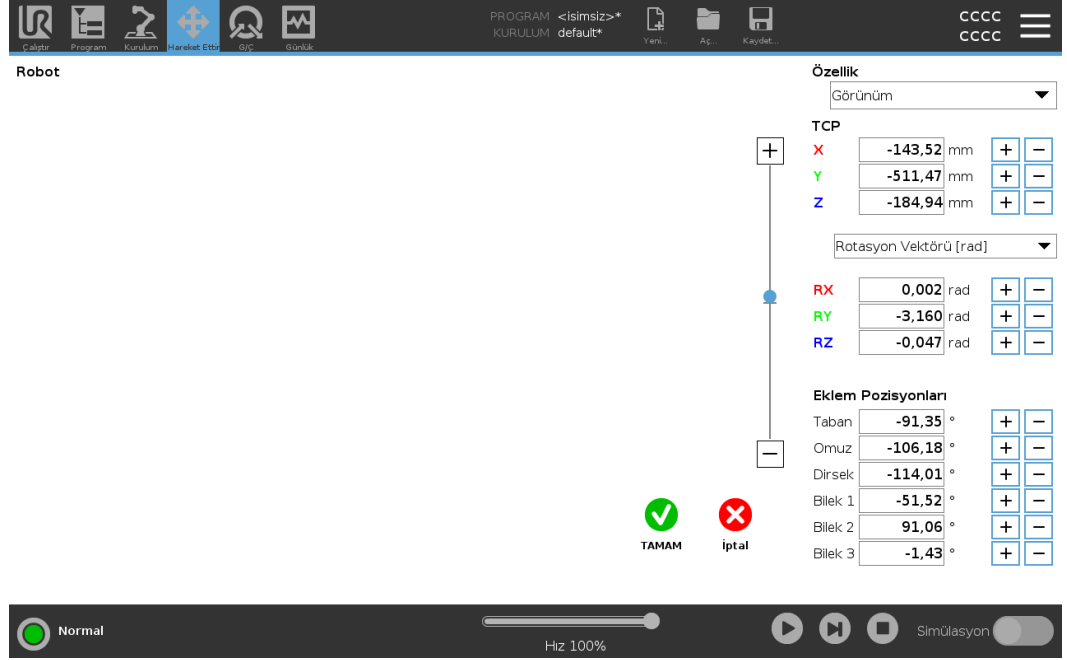 PROGRAM <isimsiz>*
KURULUM default*
cccc
cccc
Çalıştır Program Kurulum Hareket Ettir G/Ç Günlük Yeni... Aç... Kaydet...
Robot
Özellik
Görünüm
TCP
X -143,52 mm + −
Y -511,47 mm + −
Z -184,94 mm + −
Rotasyon Vektörü [rad]
RX 0,002 rad + −
RY -3,160 rad + −
RZ -0,047 rad + −
Eklem Pozisyonları
Taban -91,35 ° + −
Omuz -106,18 ° + −
Dirsek -114,01 ° + −
Bilek 1 -51,52 ° + −
Bilek 2 91,06 ° + −
Bilek 3 -1,43 ° + −
TAMAM İptal
Normal
Hız 100%
Simülasyon